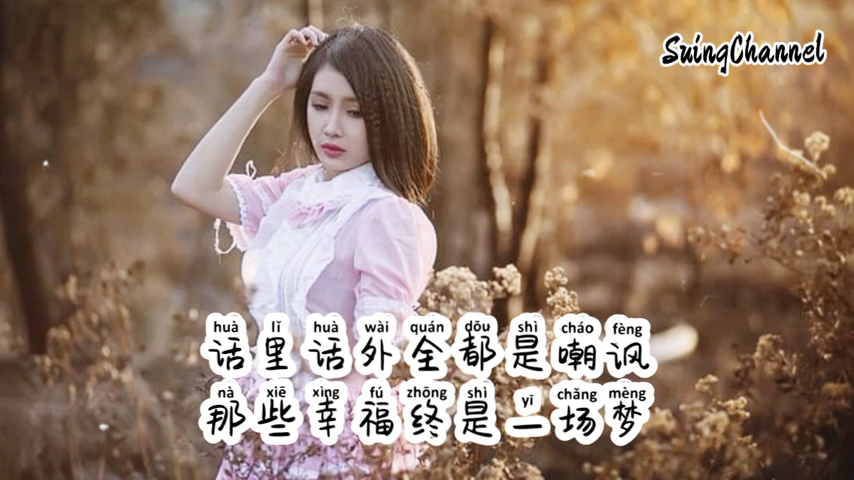 SuingChannel
huà lǐ huà wài quán dōu shì cháo fèng
话里话外全都是嘲讽
nà xiē xìng fú zhōng shì yī chǎng mèng
那些幸福终是一场梦